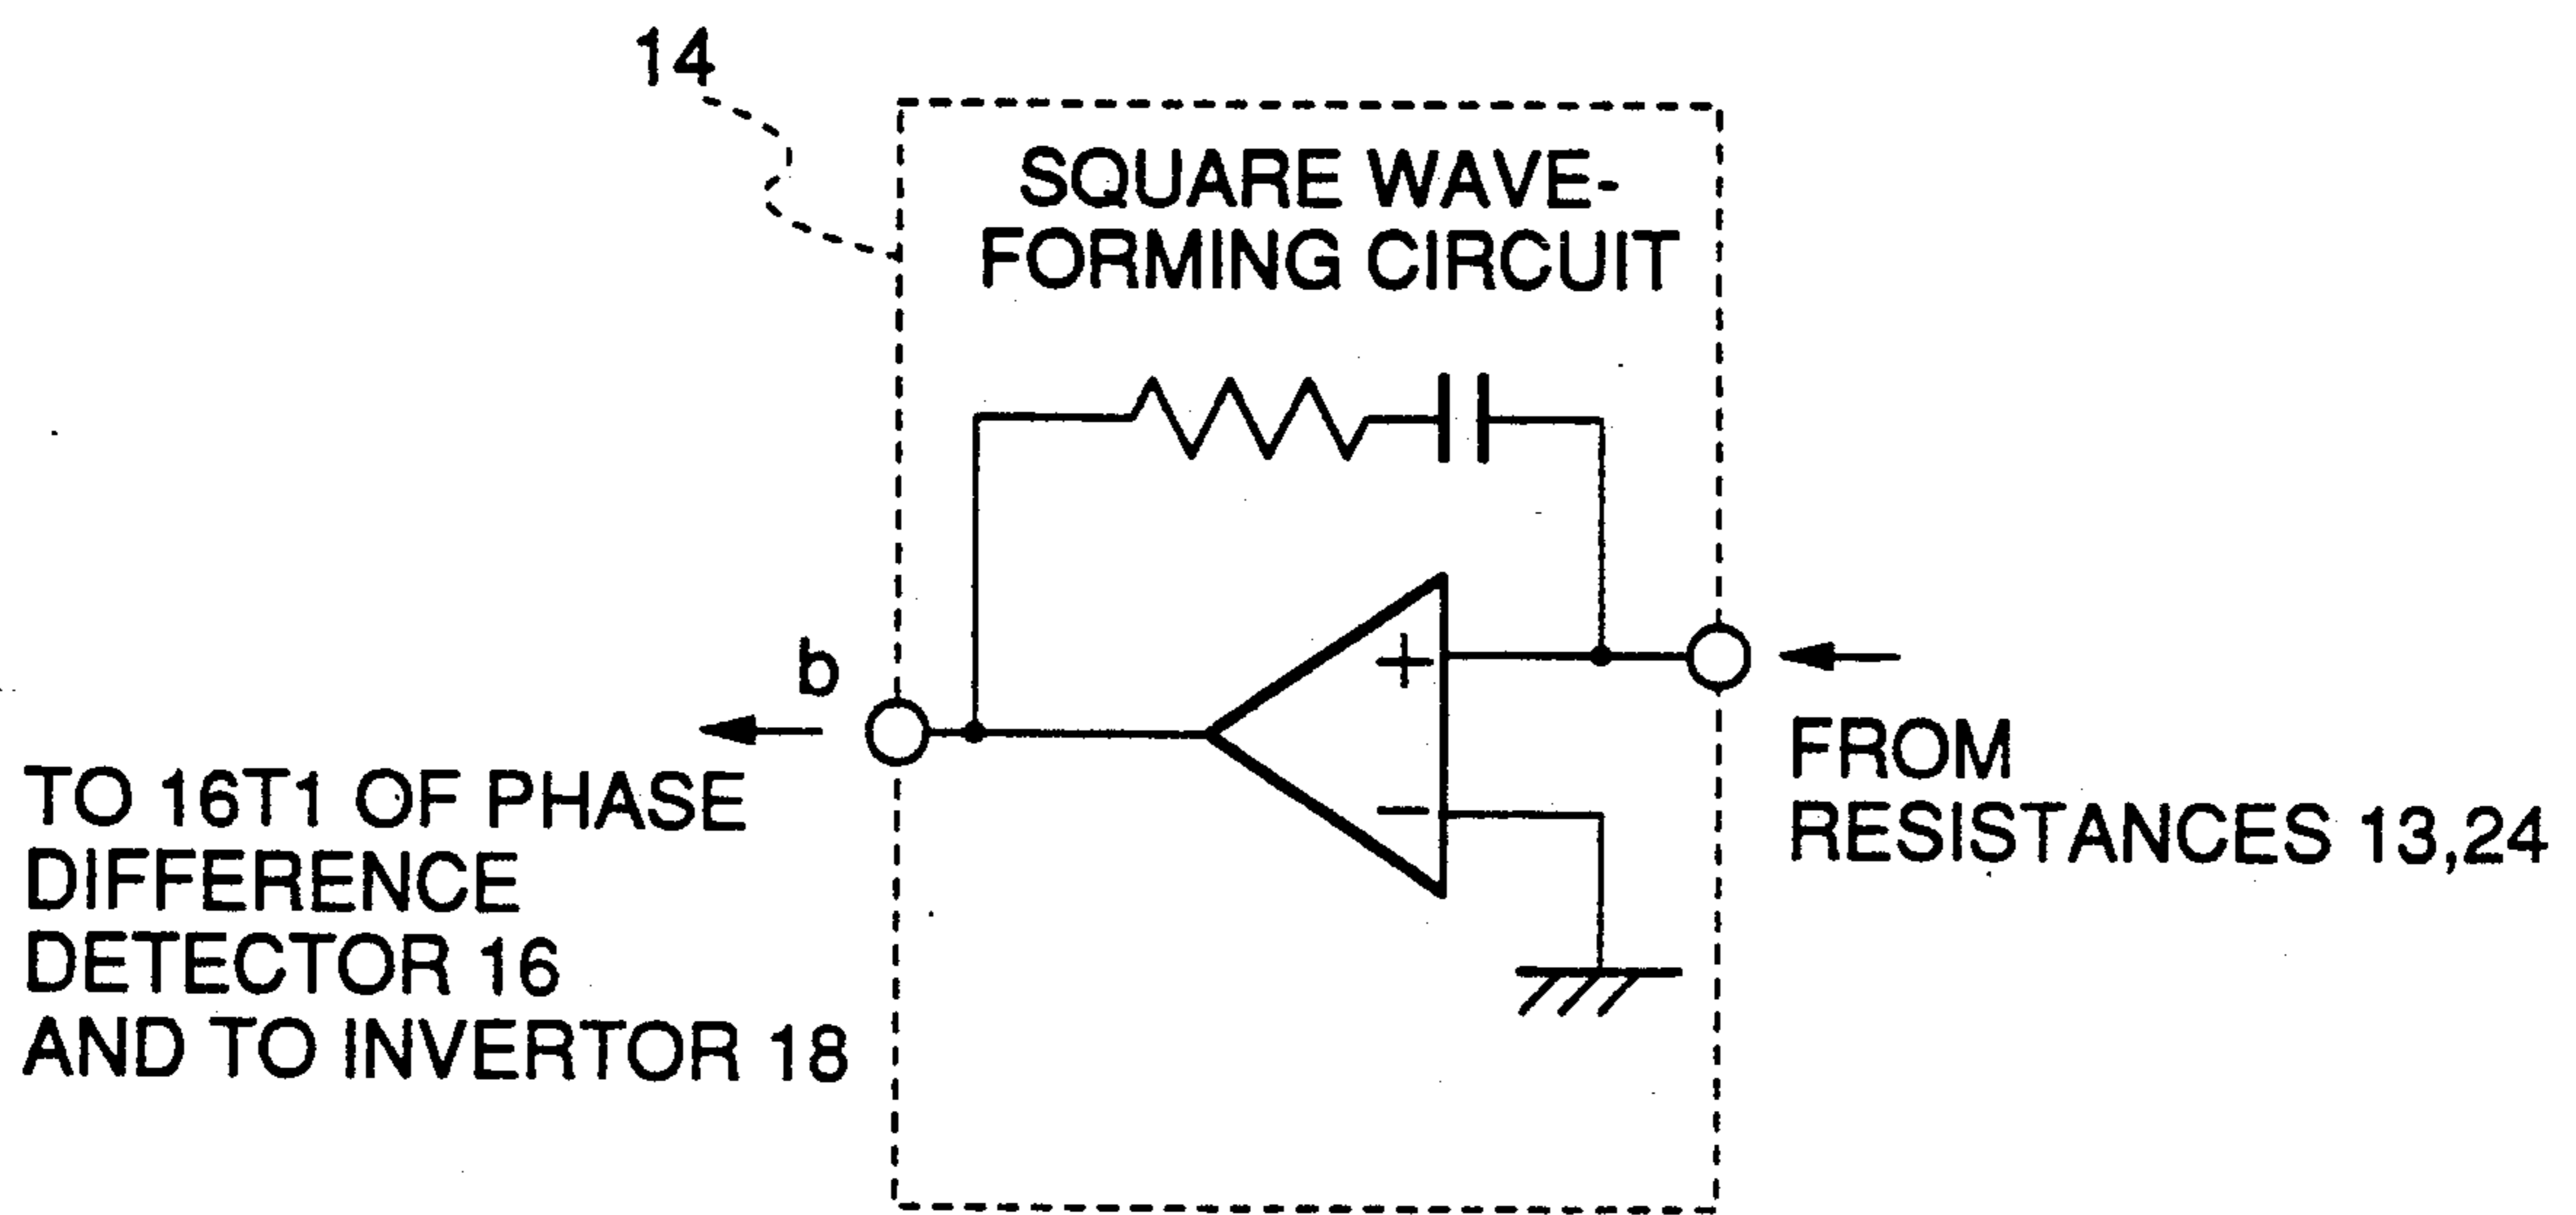 14
SQUARE WAVE-
FORMING CIRCUIT
+
b
−
TO 16T1 OF PHASE
DIFFERENCE
DETECTOR 16
AND TO INVERTOR 18
FROM
RESISTANCES 13,24